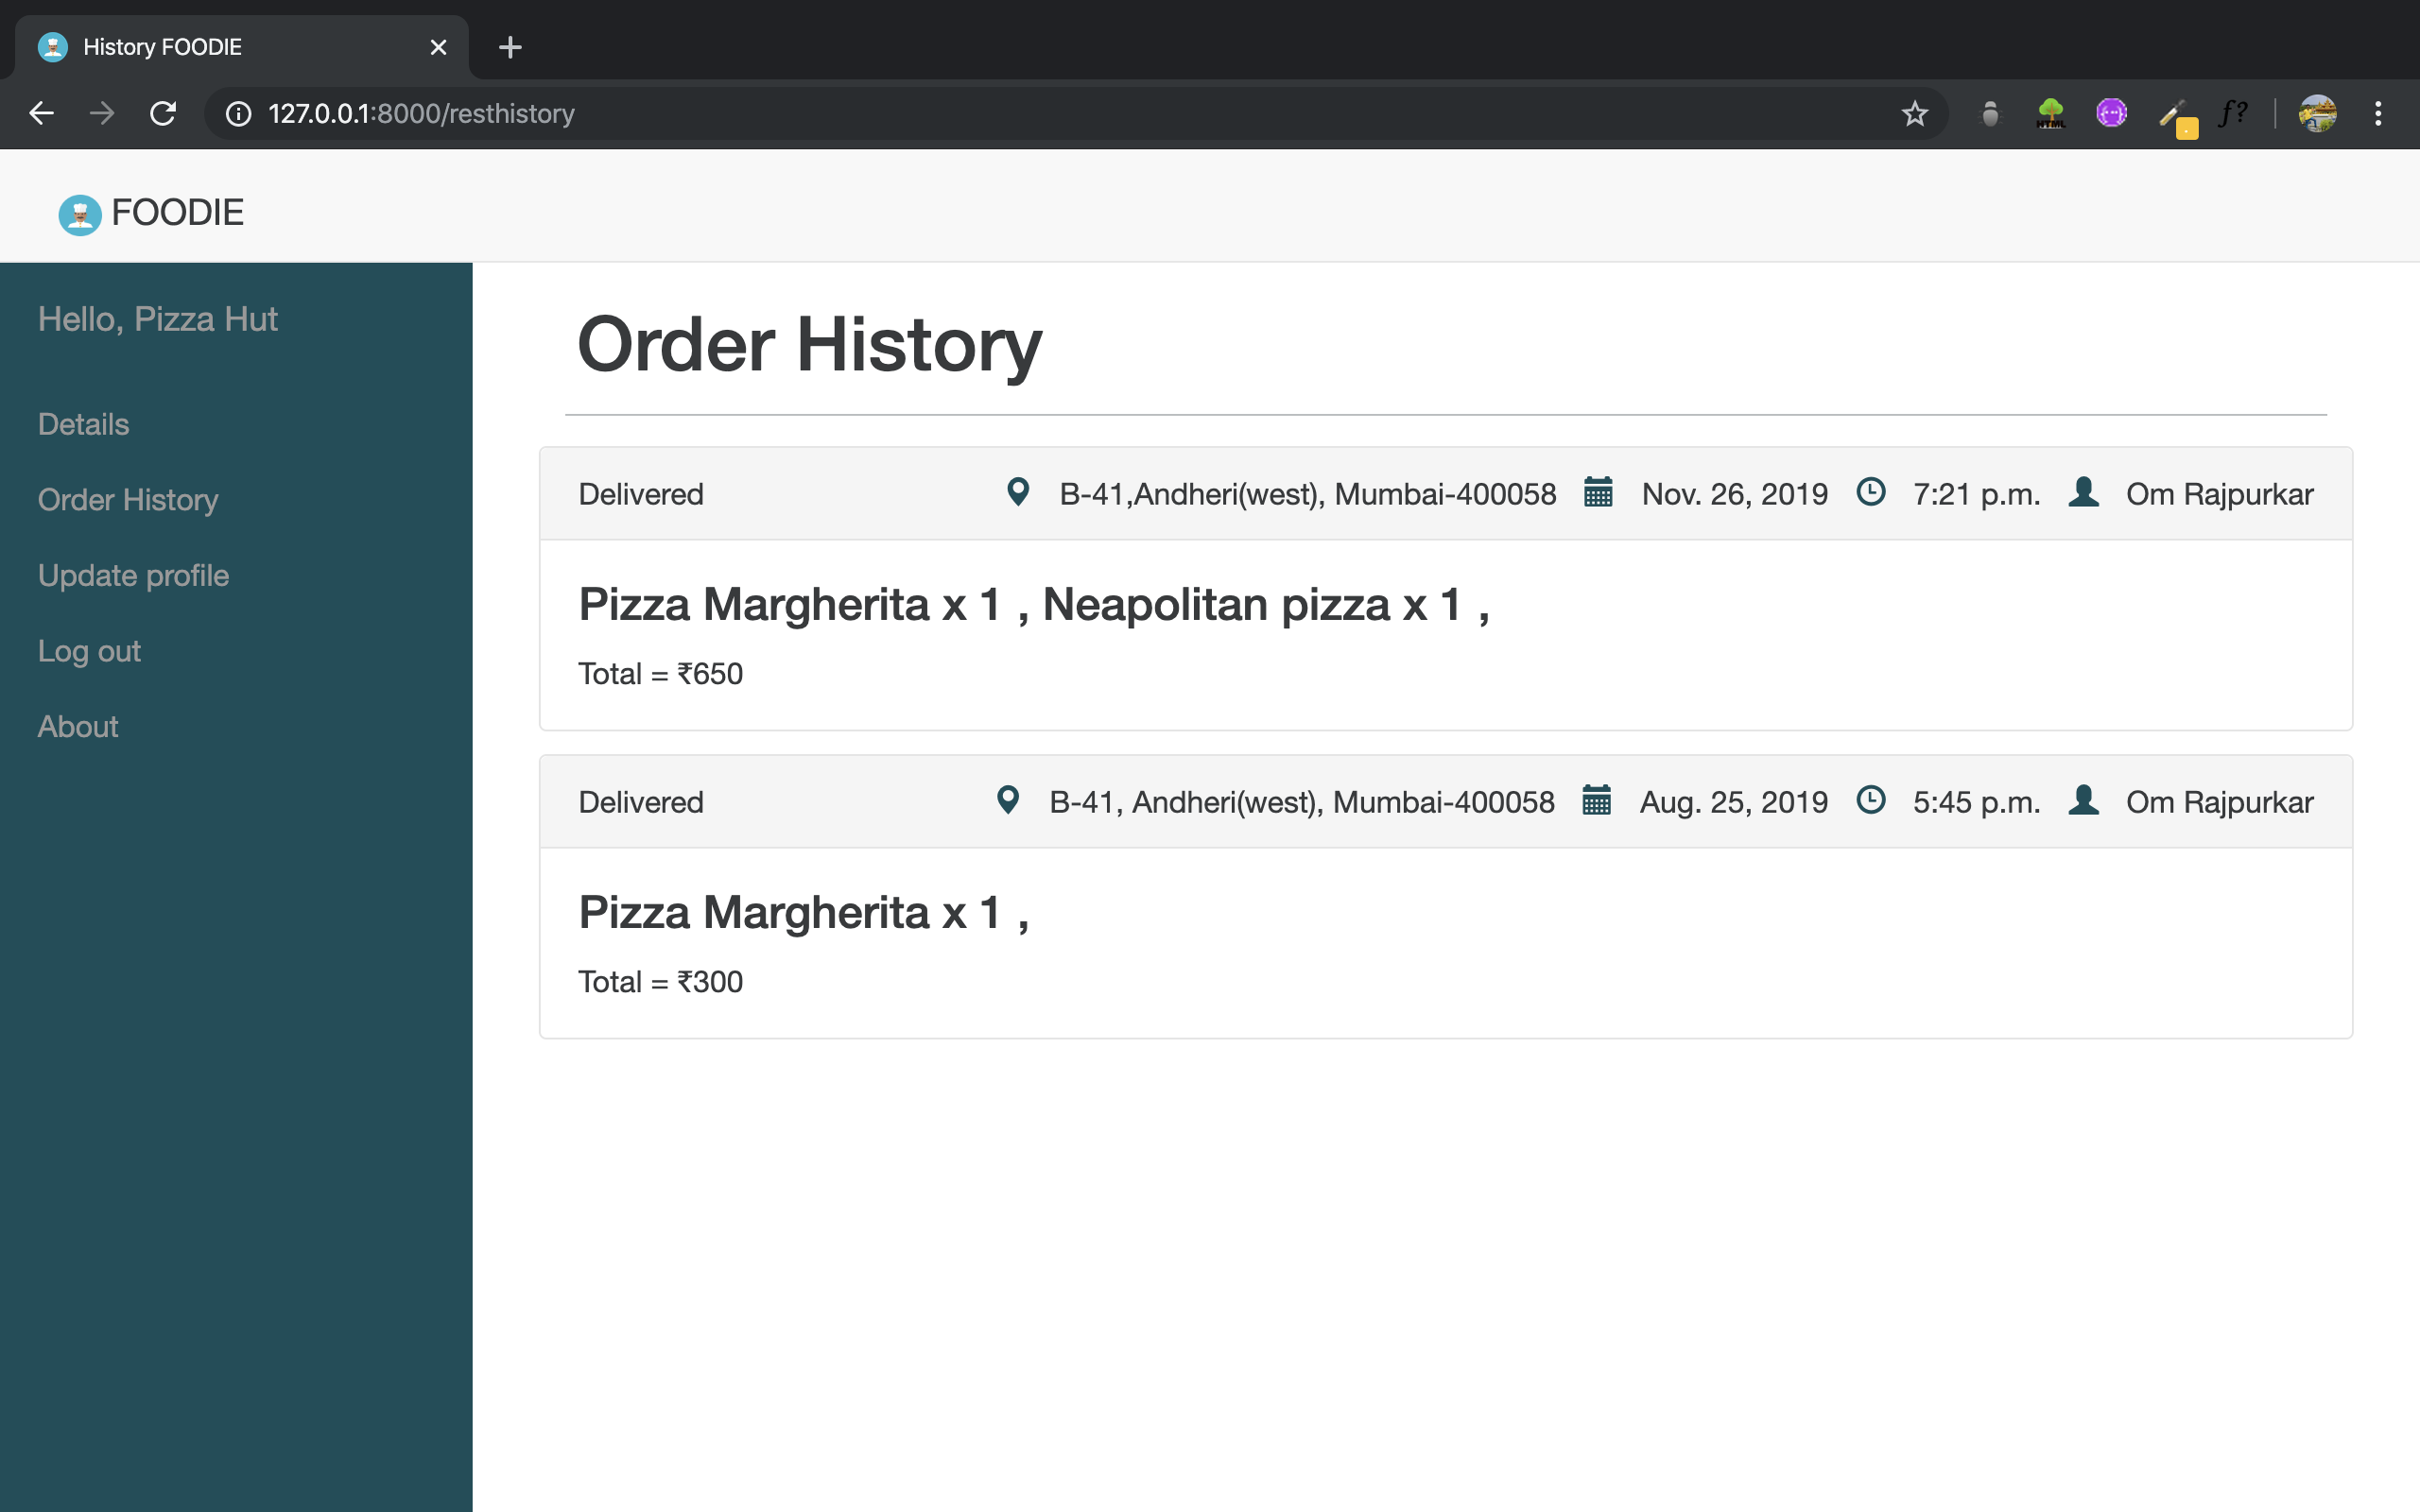 History FOODIE
127.0.0.1:8000/resthistory
HTML
f?
FOODIE
Hello, Pizza Hut
Details
Order History
Update profile
Log out
About
Order History
Delivered B-41,Andheri(west), Mumbai-400058 Nov. 26, 2019 7:21 p.m. Om Rajpurkar
Pizza Margherita x 1 , Neapolitan pizza x 1 ,
Total = ₹650
Delivered B-41, Andheri(west), Mumbai-400058 Aug. 25, 2019 5:45 p.m. Om Rajpurkar
Pizza Margherita x 1 ,
Total = ₹300